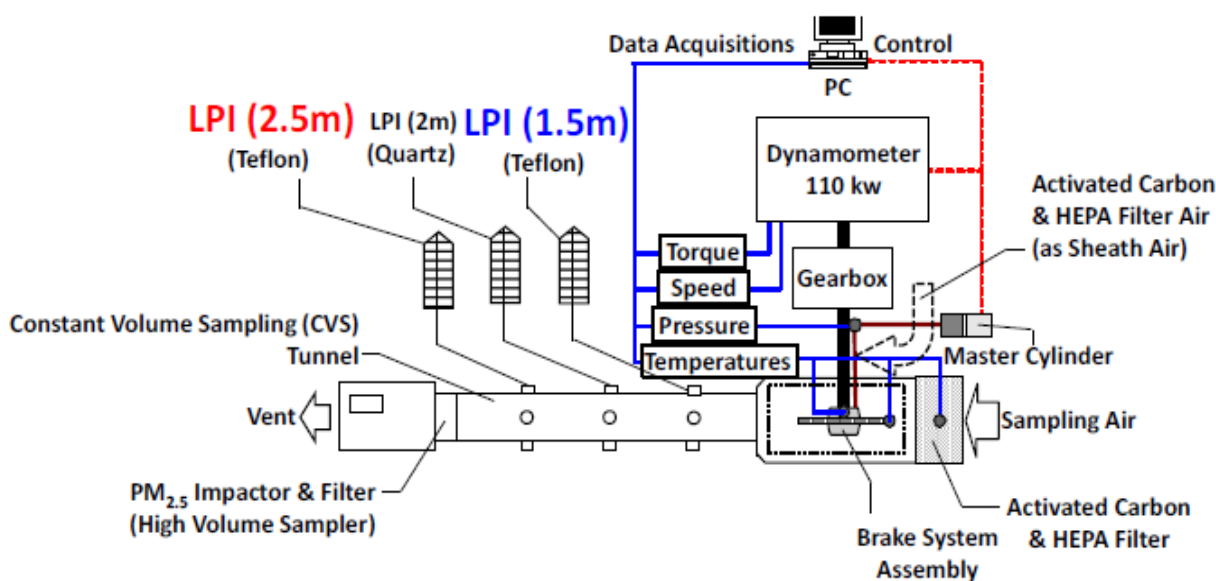 Data Acquisitions
Control
PC
LPI (2.5m)
(Teflon)
LPI (2m)
(Quartz)
LPI (1.5m)
(Teflon)
Dynamometer
110 kw
Activated Carbon
& HEPA Filter Air
(as Sheath Air)
Torque
Gearbox
Speed
Constant Volume Sampling (CVS)
Tunnel
Pressure
Master Cylinder
Temperatures
Vent
Sampling Air
PM2.5 Impactor & Filter
(High Volume Sampler)
Brake System
Assembly
Activated Carbon
& HEPA Filter